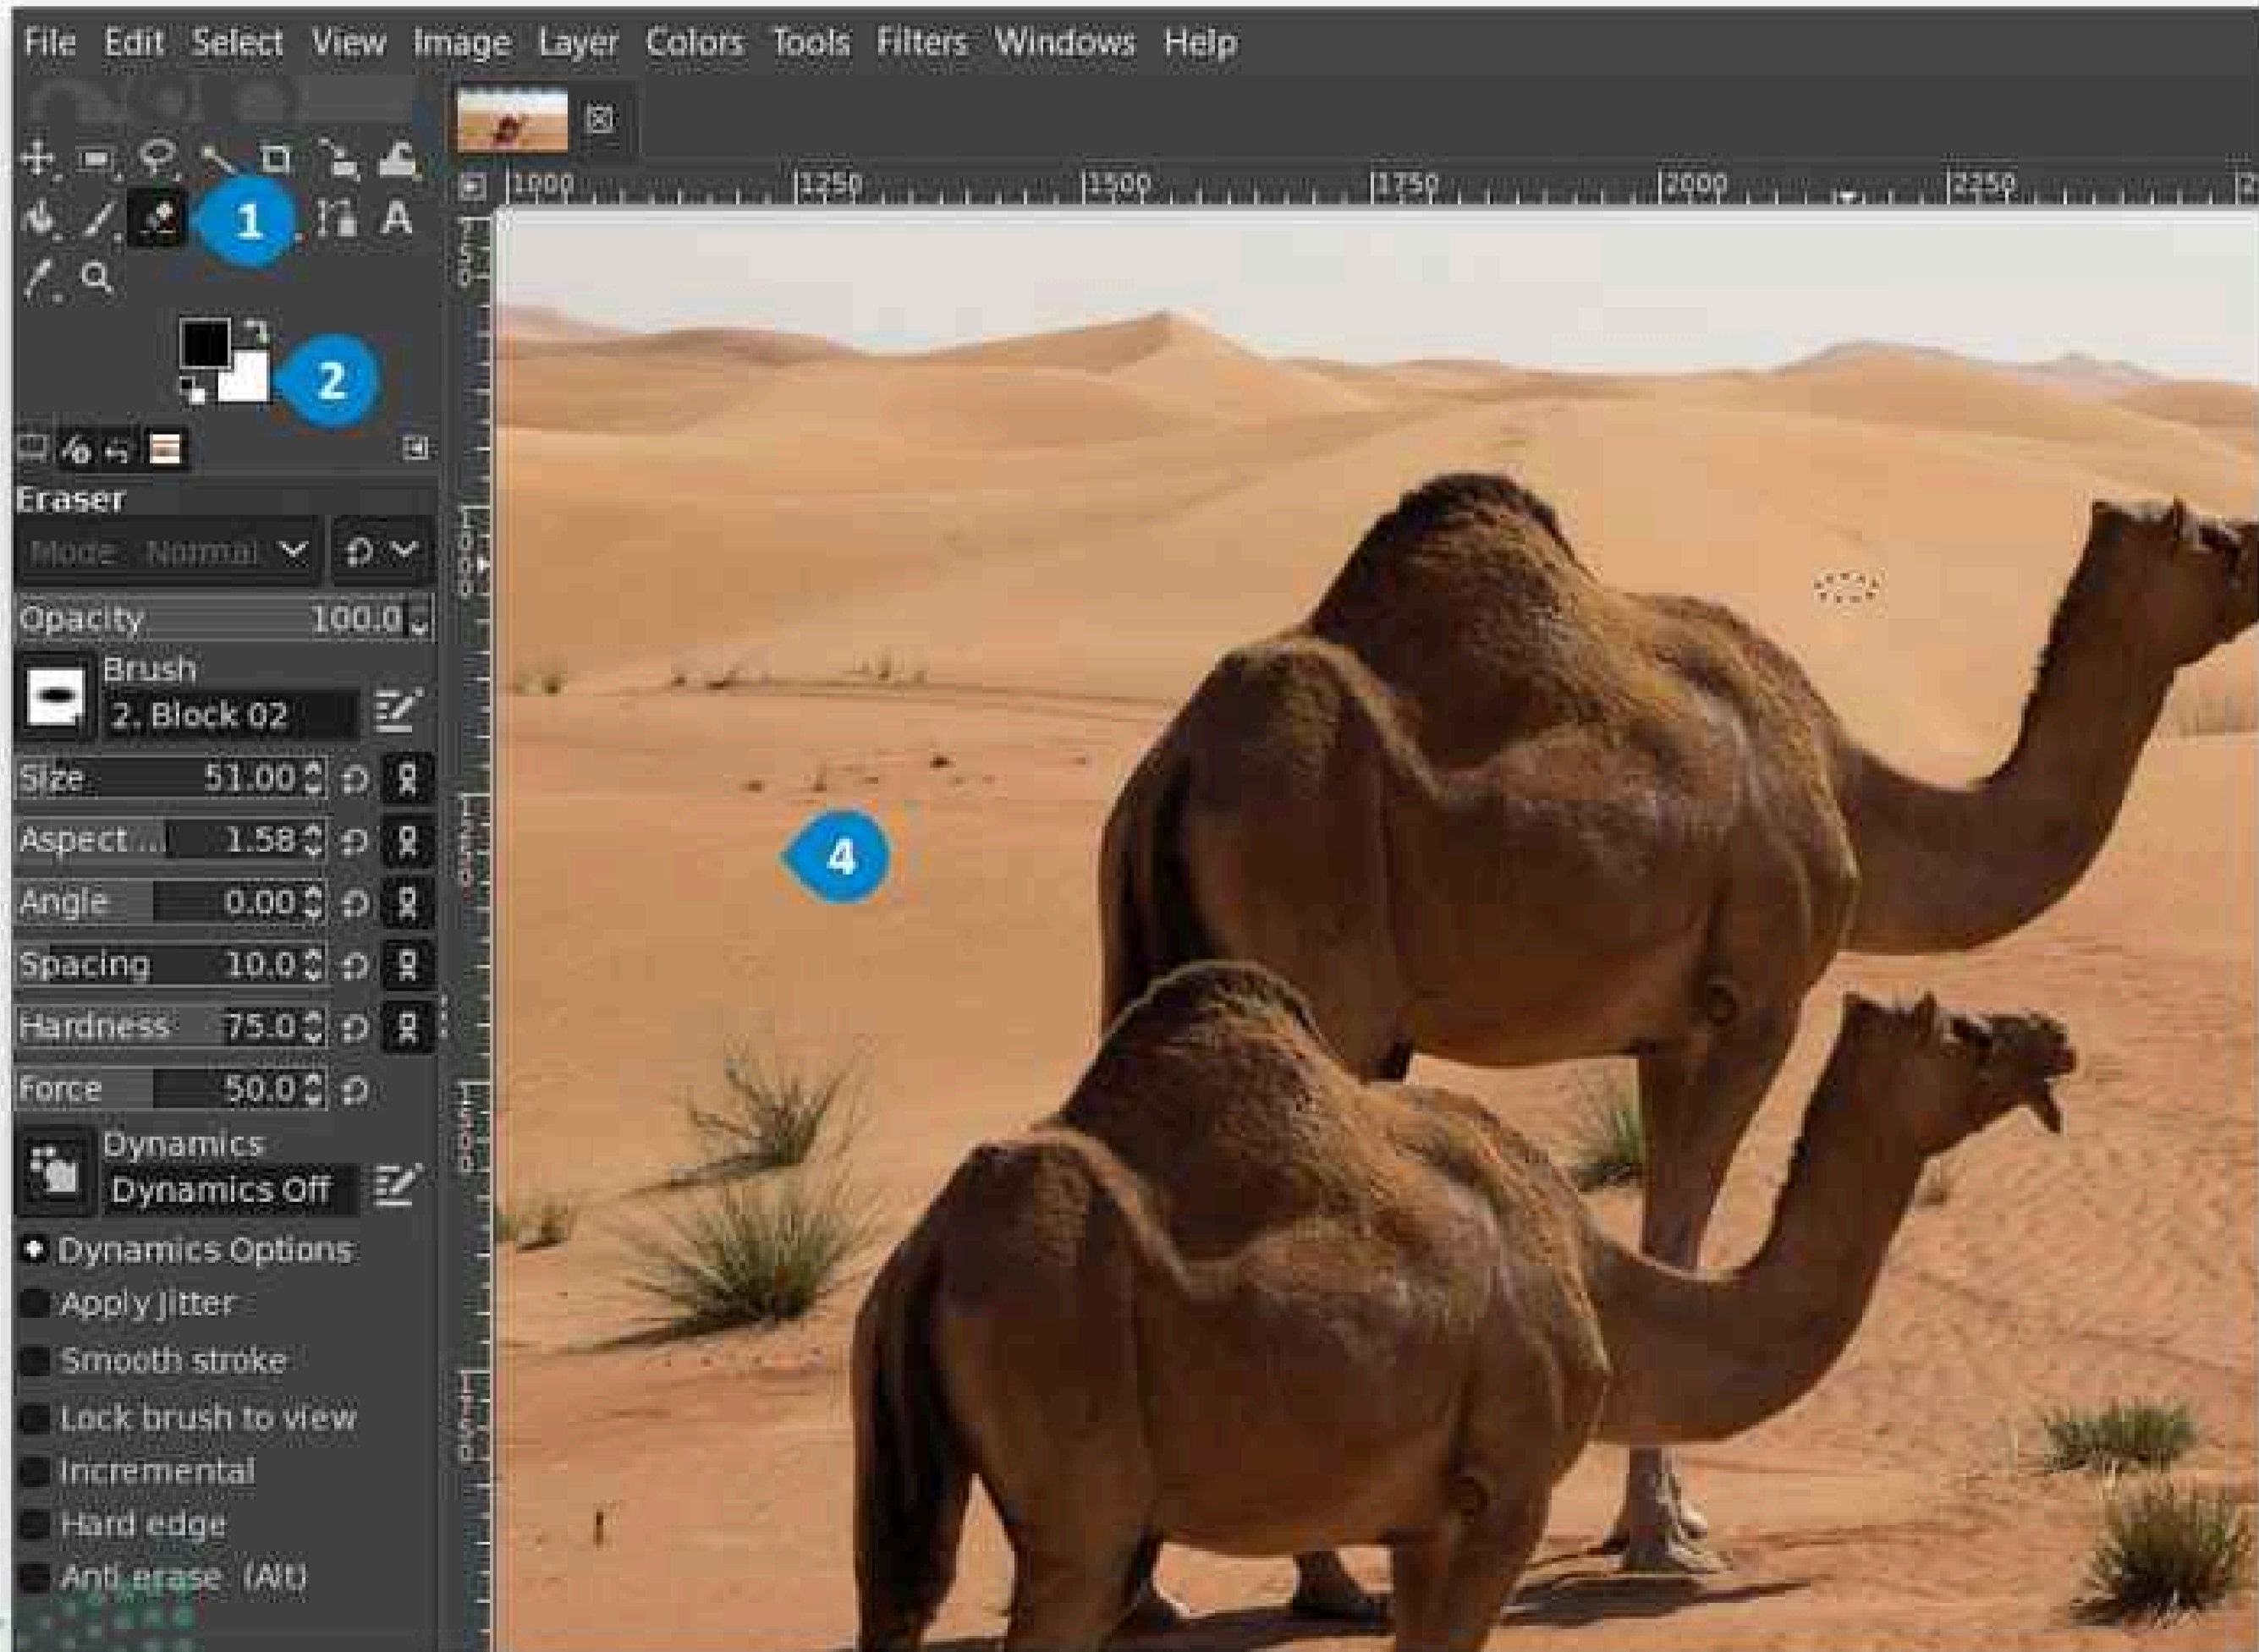 File Edit Select View Image Layer Colors Tools Filters Windows Help
1000 1250 1500 1750 2000 2250
1
A
2
Eraser
Mode Normal
Opacity 100.0
Brush
2. Block 02
Size 51.00
Aspect ... 1.58
4
Angle 0.00
Spacing 10.0
Hardness 75.0
Force 50.0
Dynamics
Dynamics Off
Dynamics Options
Apply Jitter
Smooth stroke
Lock brush to view
Incremental
Hard edge
Anti erase (Alt)